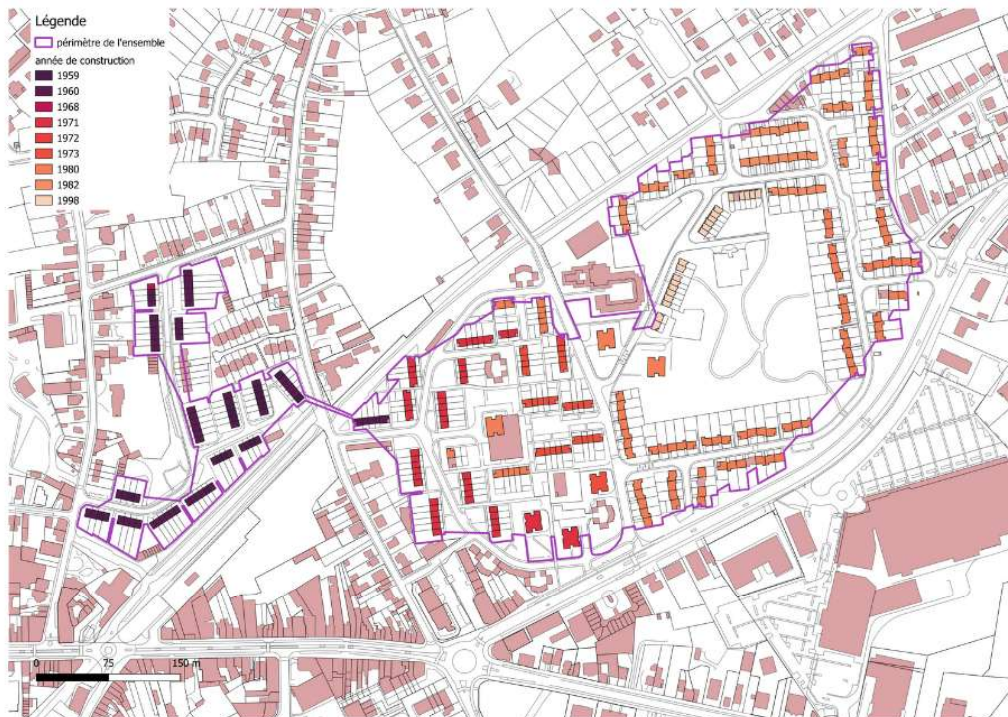 Légende
périmètre de l'ensemble
année de construction
1959
1960
1968
1971
1972
1973
1980
1982
1998
0 75 150 m